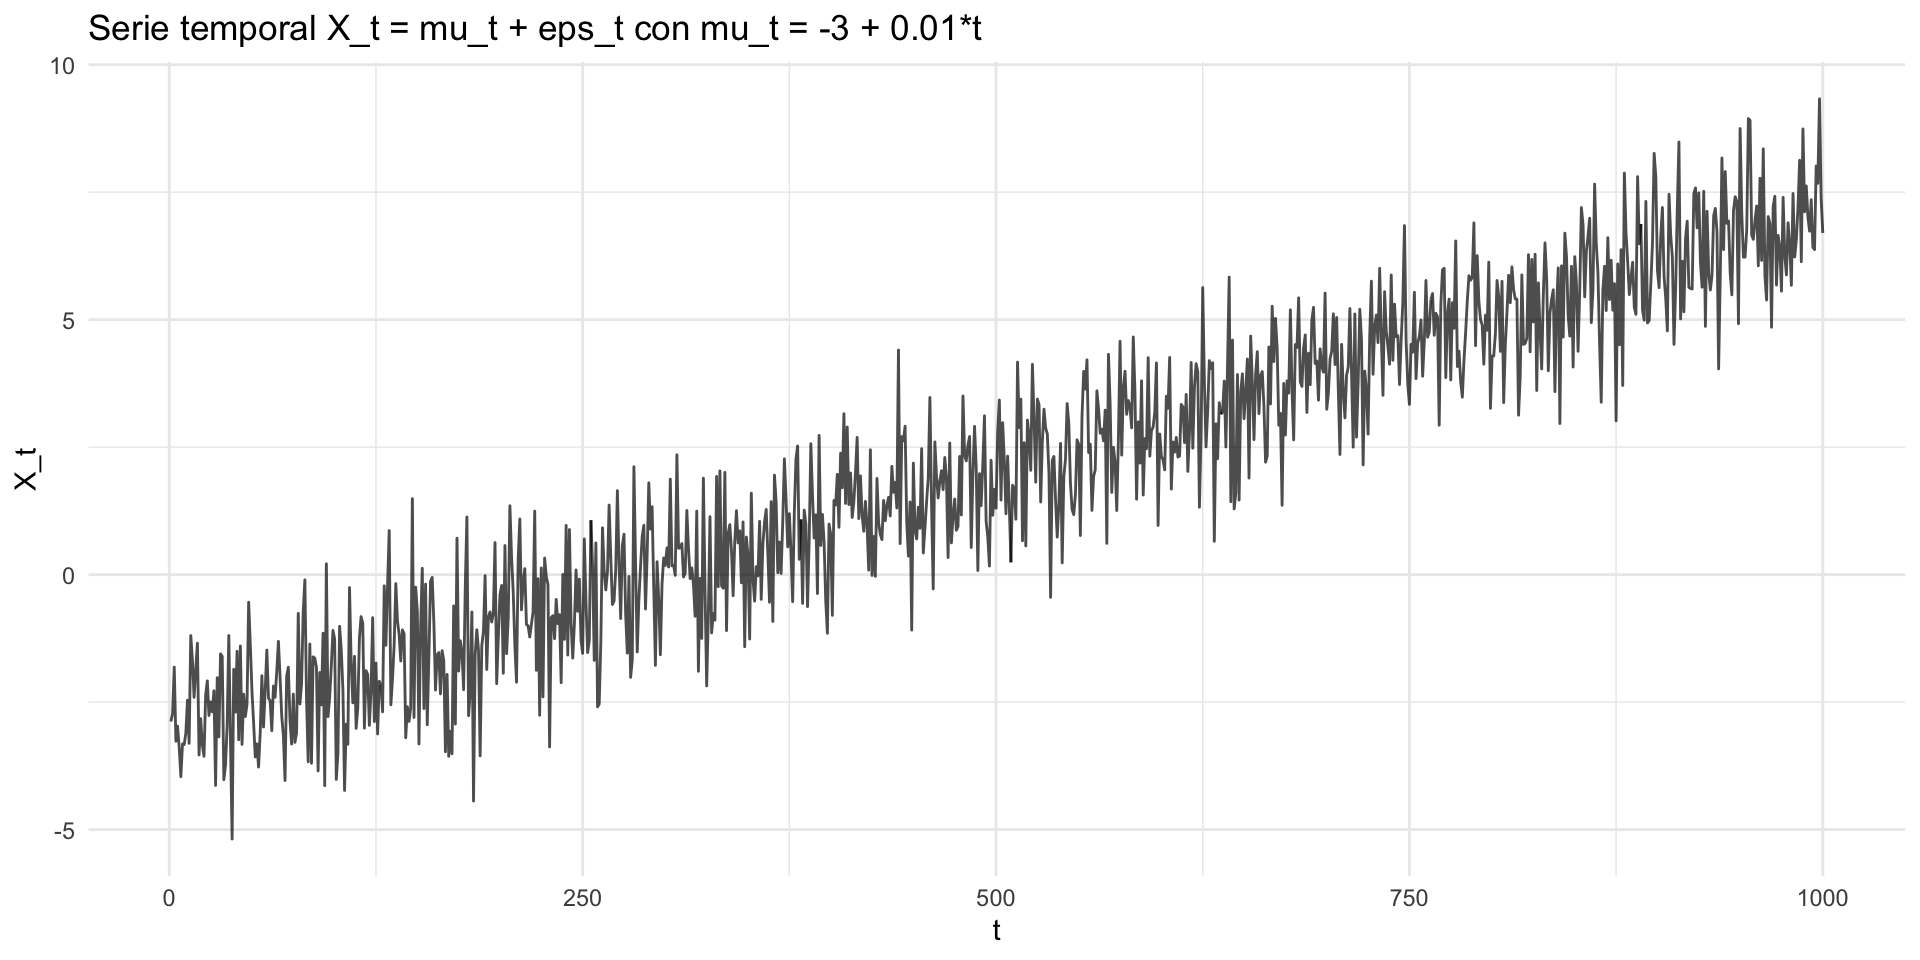 Serie temporal X_t = mu_t + eps_t con mu_t = -3 + 0.01*t
10
5
0
-5
X_t
0 250 500 750 1000
t